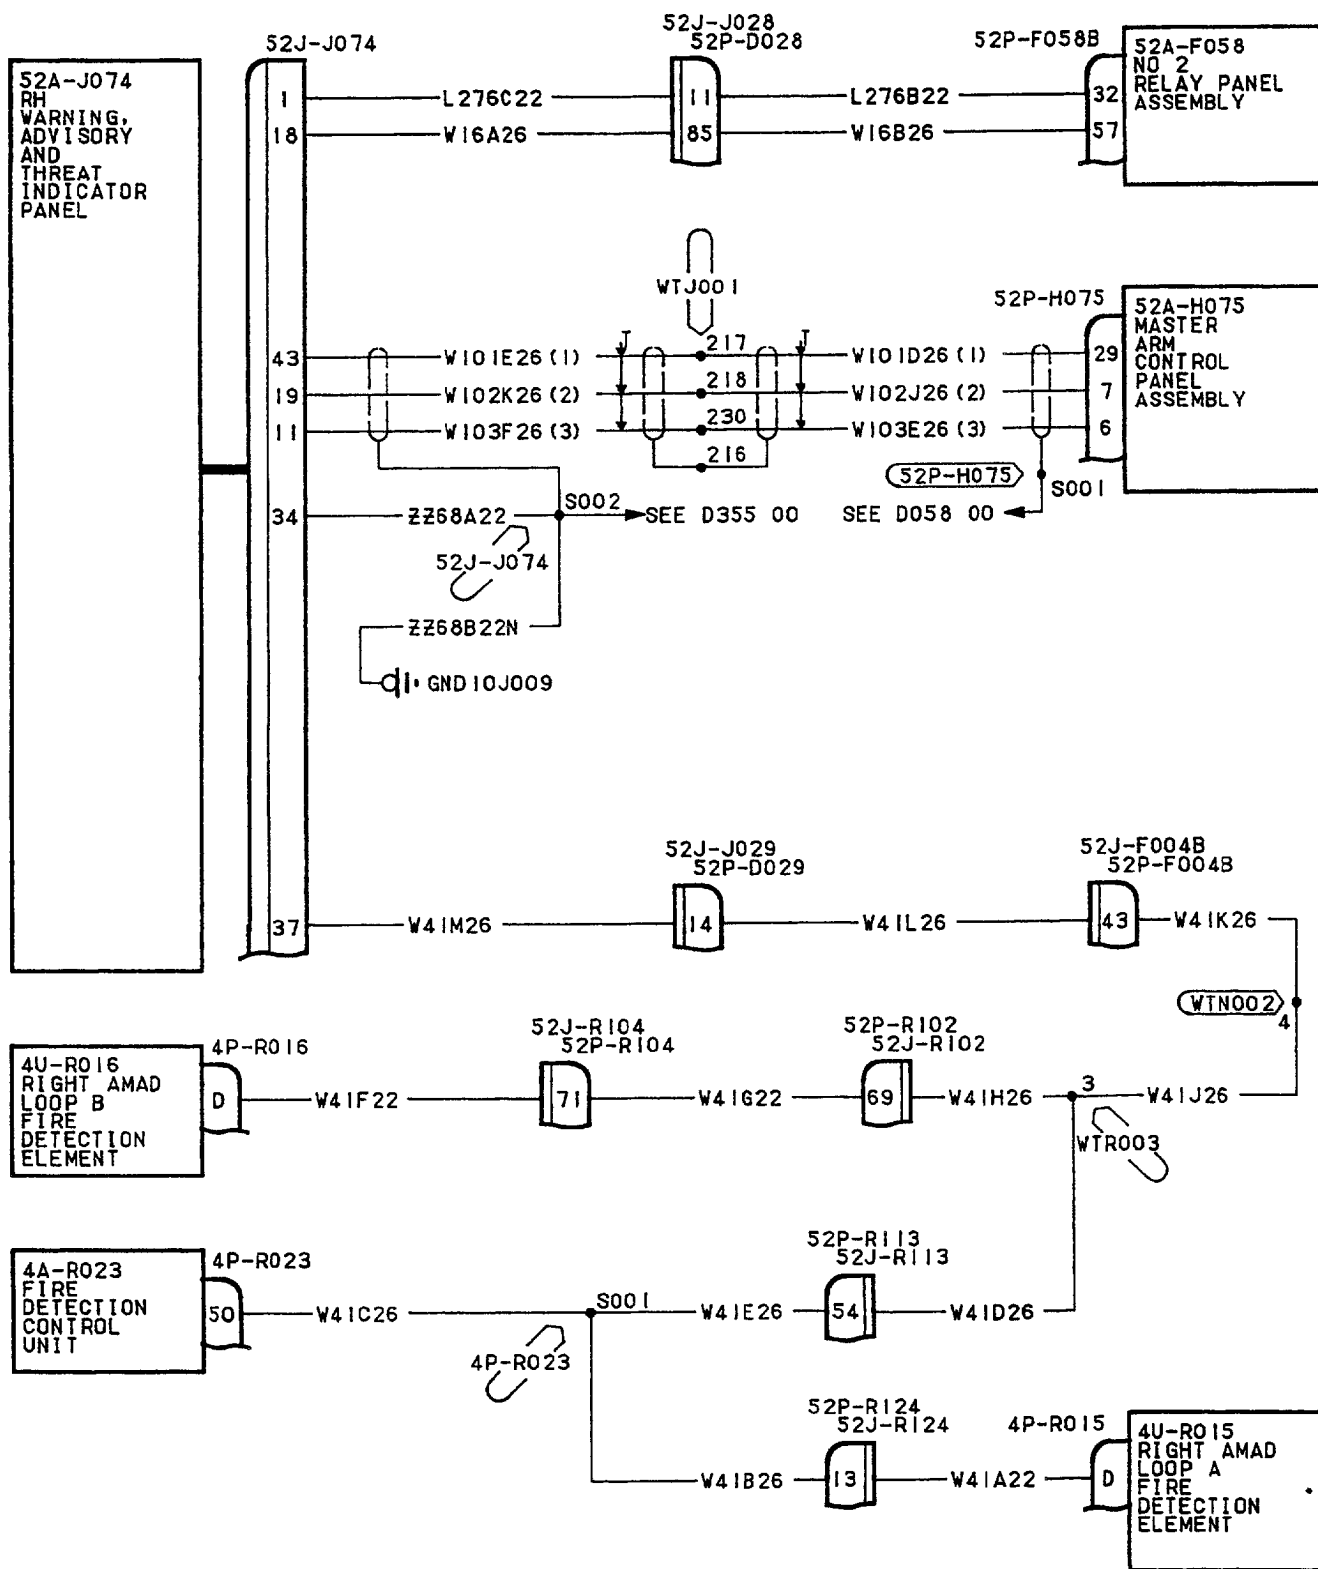 52J-J074
52J-J028
52P-D028
52P-F058B
52A-J074
RH
WARNING,
ADVISORY
AND
THREAT
INDICATOR
PANEL
52A-F058
NO 2
RELAY PANEL
ASSEMBLY
1 L276C22 11 L276B22 32
18 W16A26 85 W16B26 57
WTJ001
52P-H075
52A-H075
MASTER
ARM
CONTROL
PANEL
ASSEMBLY
43 W101E26 (1) J 217 J W101D26 (1) 29
19 W102K26 (2) 218 W102J26 (2) 7
11 W103F26 (3) 230 W103E26 (3) 6
216
52P-H075
S001
34 ZZ68A22 S002 SEE D355 00 SEE D058 00
52J-J074
ZZ68B22N
GND10J009
52J-J029
52P-D029
52J-F004B
52P-F004B
37 W41M26 14 W41L26 43 W41K26
WTN002
4
4U-R016
RIGHT AMAD
LOOP B
FIRE
DETECTION
ELEMENT
4P-R016
52J-R104
52P-R104
52P-R102
52J-R102
D W41F22 71 W41G22 69 W41H26 3 W41J26
WTR003
4A-R023
FIRE
DETECTION
CONTROL
UNIT
4P-R023
52P-R113
52J-R113
50 W41C26 S001 W41E26 54 W41D26
4P-R023
52P-R124
52J-R124
4P-R015
W41B26 13 W41A22 D
4U-R015
RIGHT AMAD
LOOP A
FIRE
DETECTION
ELEMENT